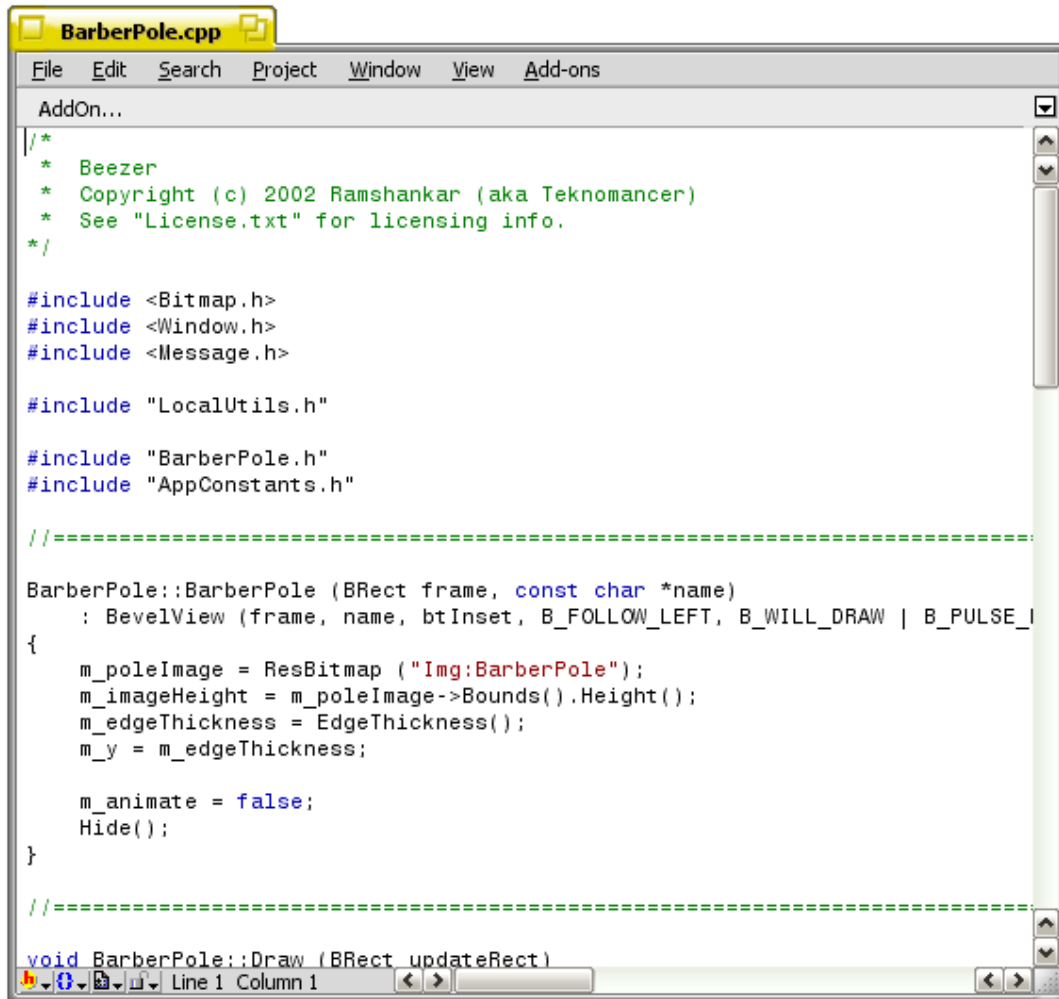 BarberPole.cpp
File Edit Search Project Window View Add-ons
AddOn...
/*
 *  Beezer
 *  Copyright (c) 2002 Ramshankar (aka Teknomancer)
 *  See "License.txt" for licensing info.
*/
#include <Bitmap.h>
#include <Window.h>
#include <Message.h>
#include "LocalUtils.h"
#include "BarberPole.h"
#include "AppConstants.h"
//===========================================================================
BarberPole::BarberPole (BRect frame, const char *name)
    : BevelView (frame, name, btInset, B_FOLLOW_LEFT, B_WILL_DRAW | B_PULSE_
{
    m_poleImage = ResBitmap ("Img:BarberPole");
    m_imageHeight = m_poleImage->Bounds().Height();
    m_edgeThickness = EdgeThickness();
    m_y = m_edgeThickness;
    m_animate = false;
    Hide();
}
//===========================================================================
void BarberPole::Draw (BRect updateRect)
Line 1 Column 1